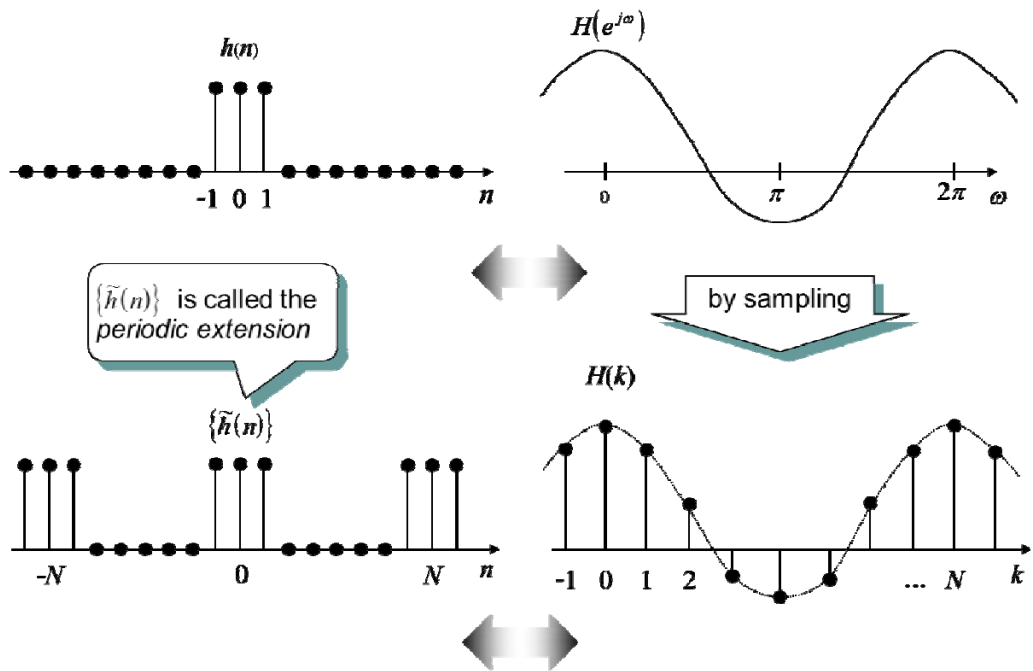 h(n)
-1 0 1 n
H(e^{jω})
0 π 2π ω
{h̃(n)} is called the
periodic extension
by sampling
{h̃(n)}
-N 0 N n
H(k)
-1 0 1 2 ... N k